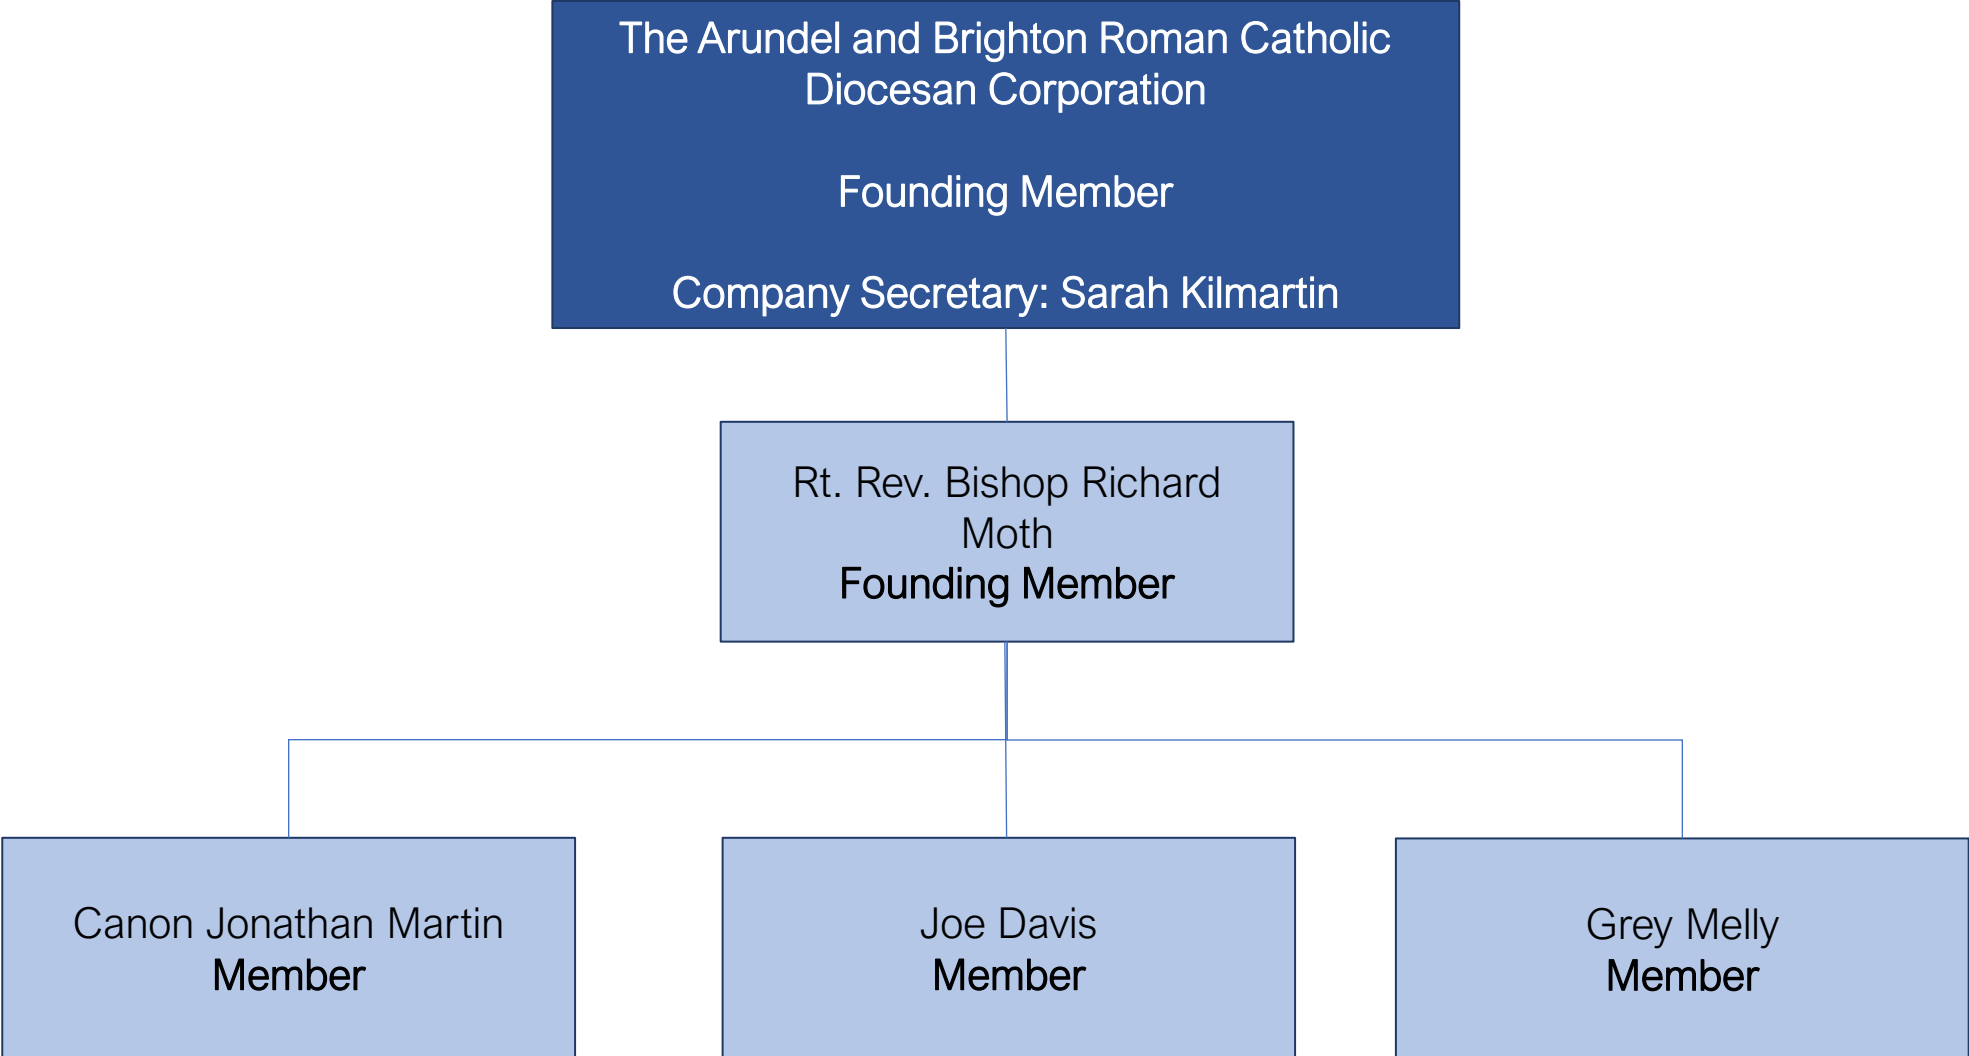 The Arundel and Brighton Roman Catholic
Diocesan Corporation
Founding Member
Company Secretary: Sarah Kilmartin
Rt. Rev. Bishop Richard
Moth
Founding Member
Canon Jonathan Martin
Member
Joe Davis
Member
Grey Melly
Member